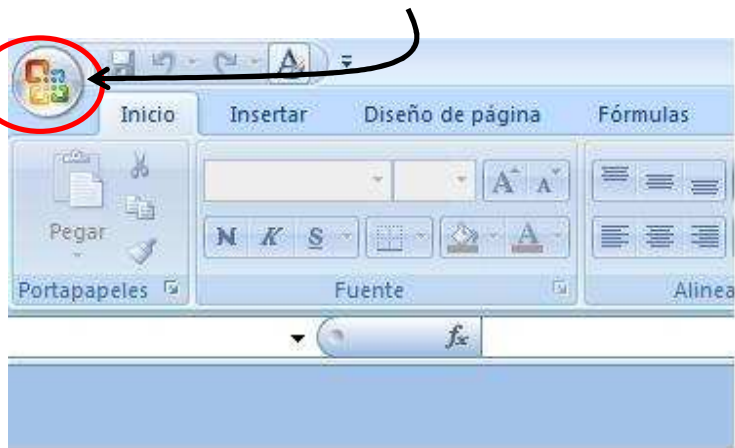 Inicio Insertar Diseño de página Fórmulas
Pegar
N K S A
Portapapeles Fuente
fx